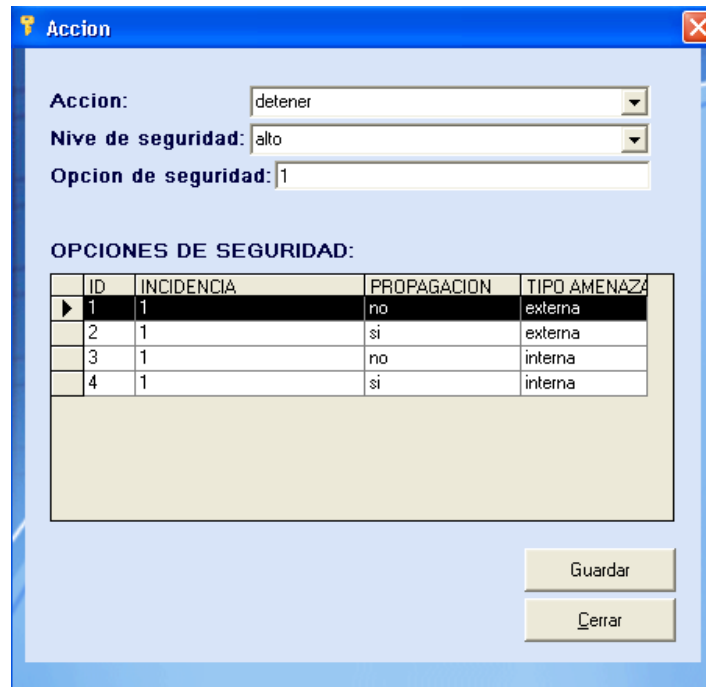 Accion
Accion: detener
Nive de seguridad: alto
Opcion de seguridad: 1
OPCIONES DE SEGURIDAD:
ID INCIDENCIA PROPAGACION TIPO AMENAZA
1 1 no externa
2 1 si externa
3 1 no interna
4 1 si interna
Guardar
Cerrar